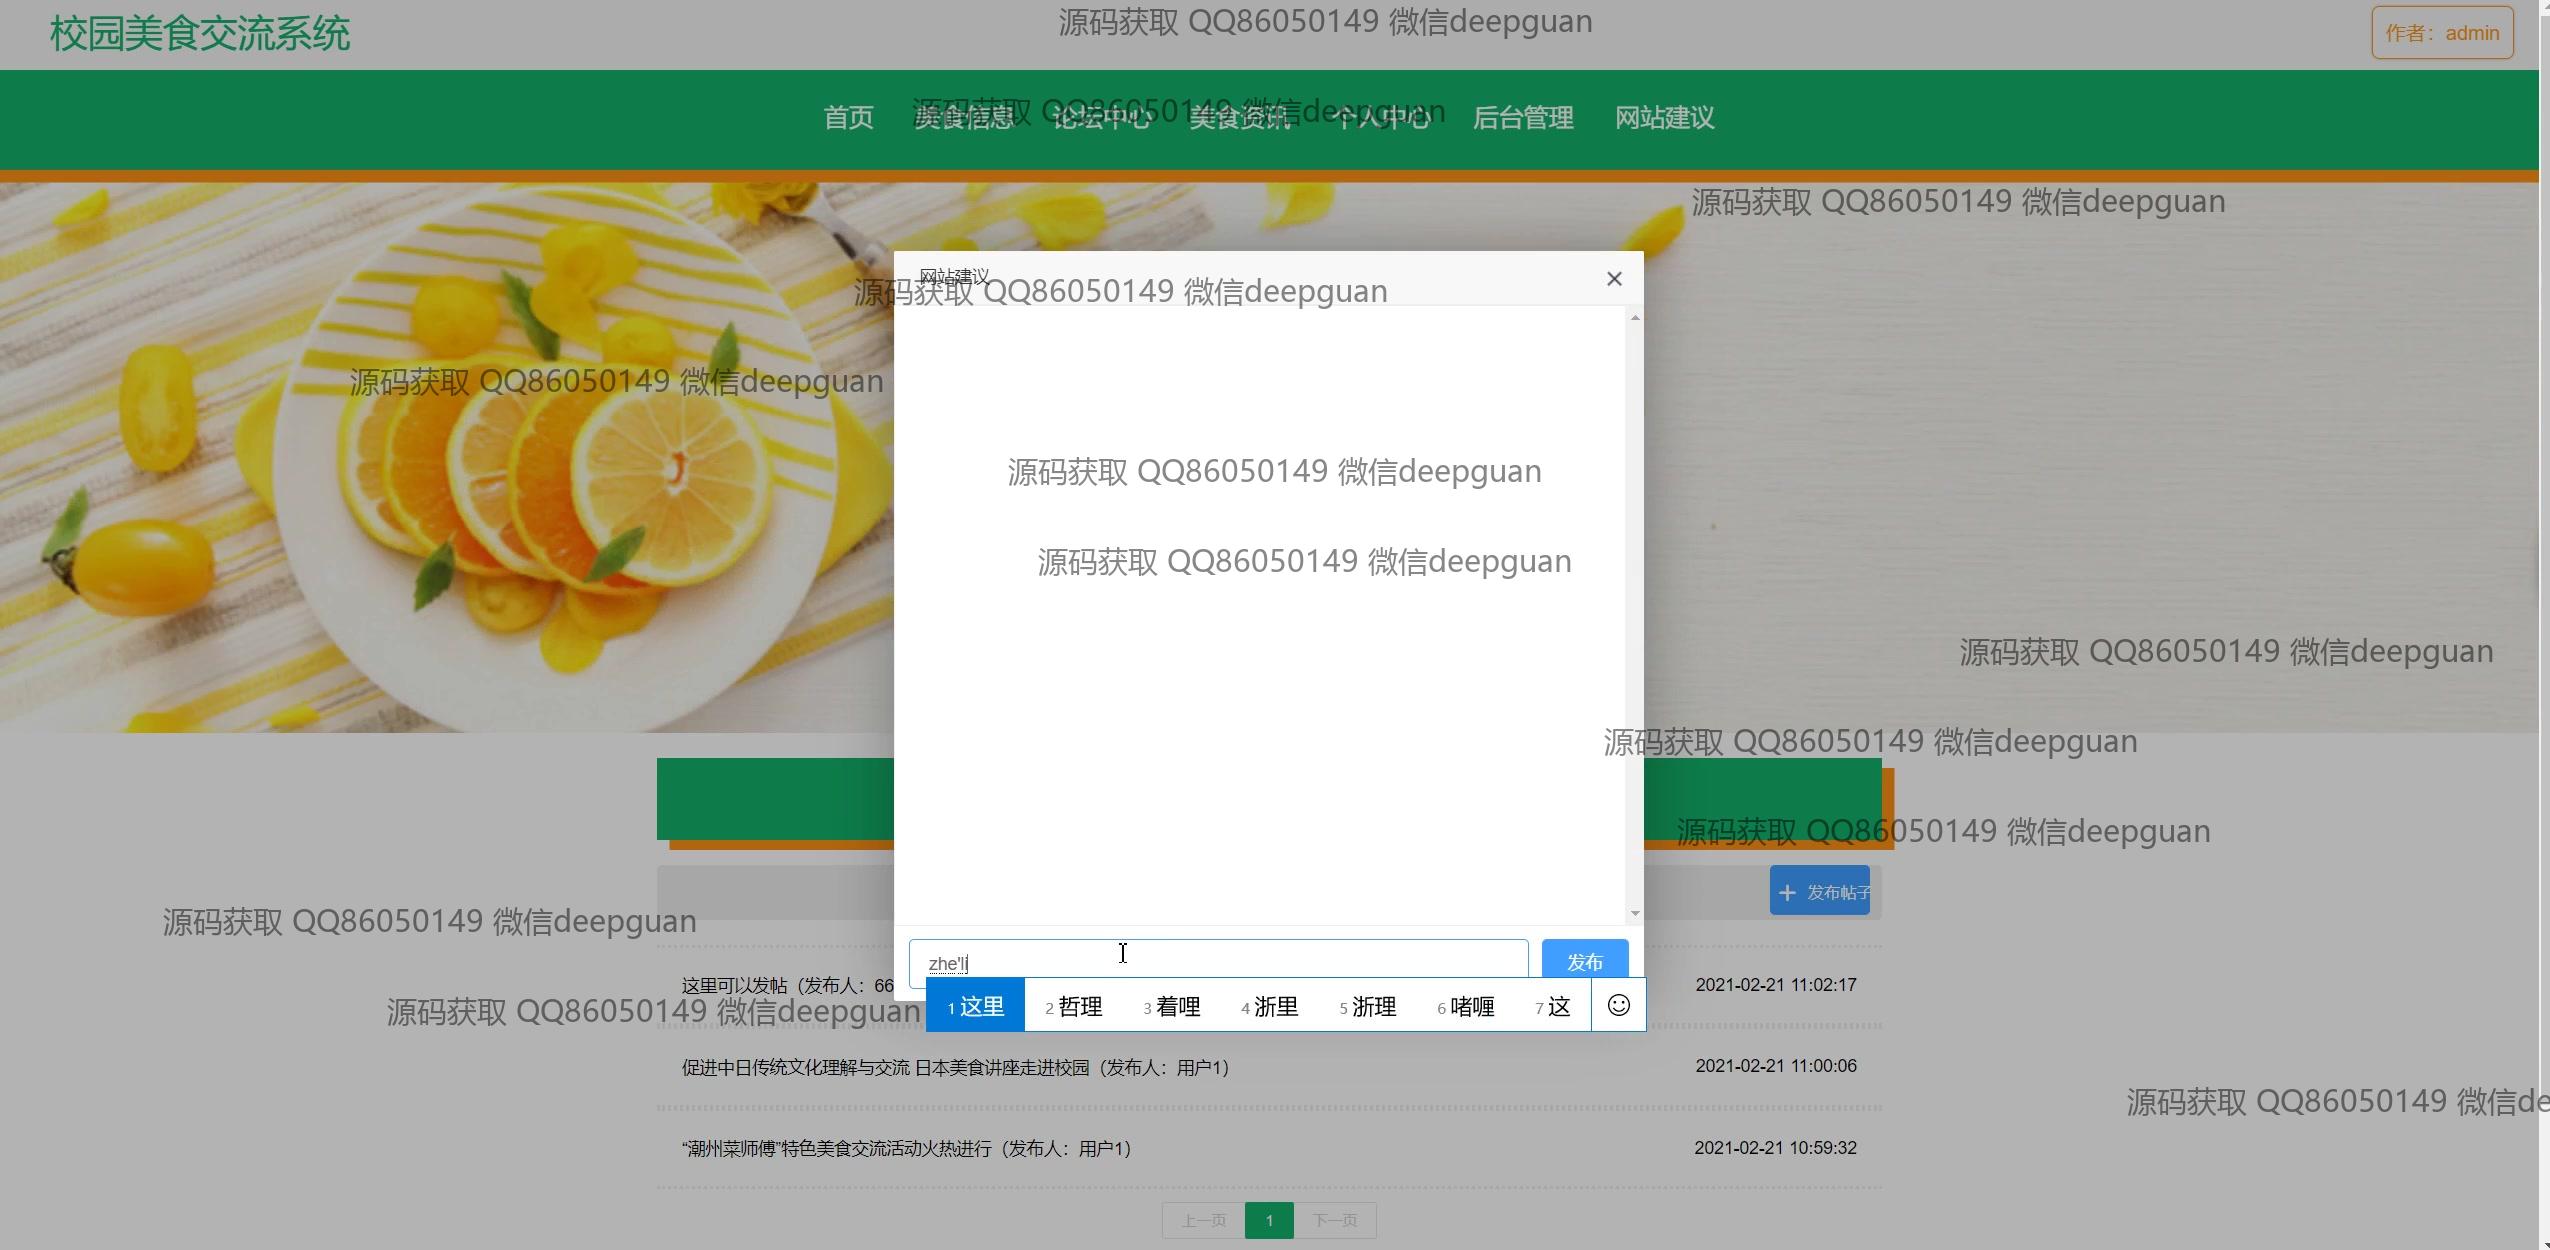 校园美食交流系统
源码获取 QQ86050149 微信deepguan
作者：admin
首页 美食信息 论坛中心 美食资讯 个人中心 后台管理 网站建议
源码获取 QQ86050149 微信deepguan
源码获取 QQ86050149 微信deepguan
网站建议
源码获取 QQ86050149 微信deepguan
源码获取 QQ86050149 微信deepguan
源码获取 QQ86050149 微信deepguan
源码获取 QQ86050149 微信deepguan
源码获取 QQ86050149 微信deepguan
源码获取 QQ86050149 微信deepguan
源码获取 QQ86050149 微信deepguan
发布帖子
源码获取 QQ86050149 微信deepguan
zhe'li
发布
这里可以发帖（发布人：66
2021-02-21 11:02:17
源码获取 QQ86050149 微信deepguan
1 这里 2 哲理 3 着哩 4 浙里 5 浙理 6 啫喱 7 这
促进中日传统文化理解与交流 日本美食讲座走进校园（发布人：用户1）
2021-02-21 11:00:06
源码获取 QQ86050149 微信de
“潮州菜师傅”特色美食交流活动火热进行（发布人：用户1）
2021-02-21 10:59:32
上一页 1 下一页